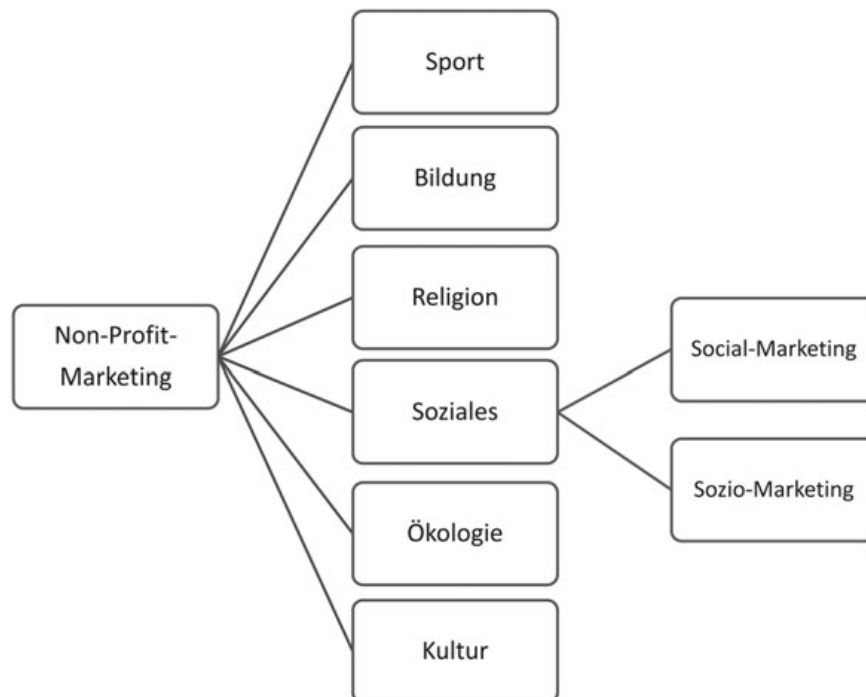 Sport
Bildung
Religion
Non-Profit-
Marketing
Social-Marketing
Soziales
Sozio-Marketing
Ökologie
Kultur